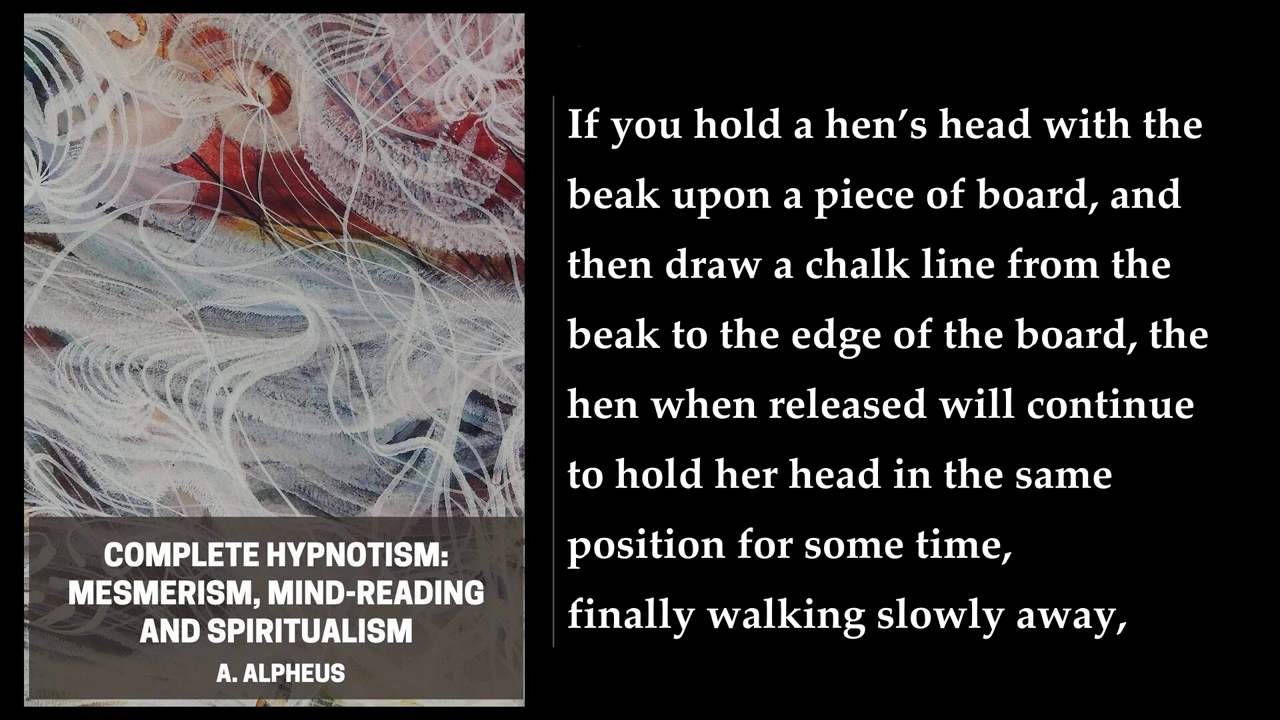 COMPLETE HYPNOTISM:
MESMERISM, MIND-READING
AND SPIRITUALISM
A. ALPHEUS
If you hold a hen’s head with the
beak upon a piece of board, and
then draw a chalk line from the
beak to the edge of the board, the
hen when released will continue
to hold her head in the same
position for some time,
finally walking slowly away,